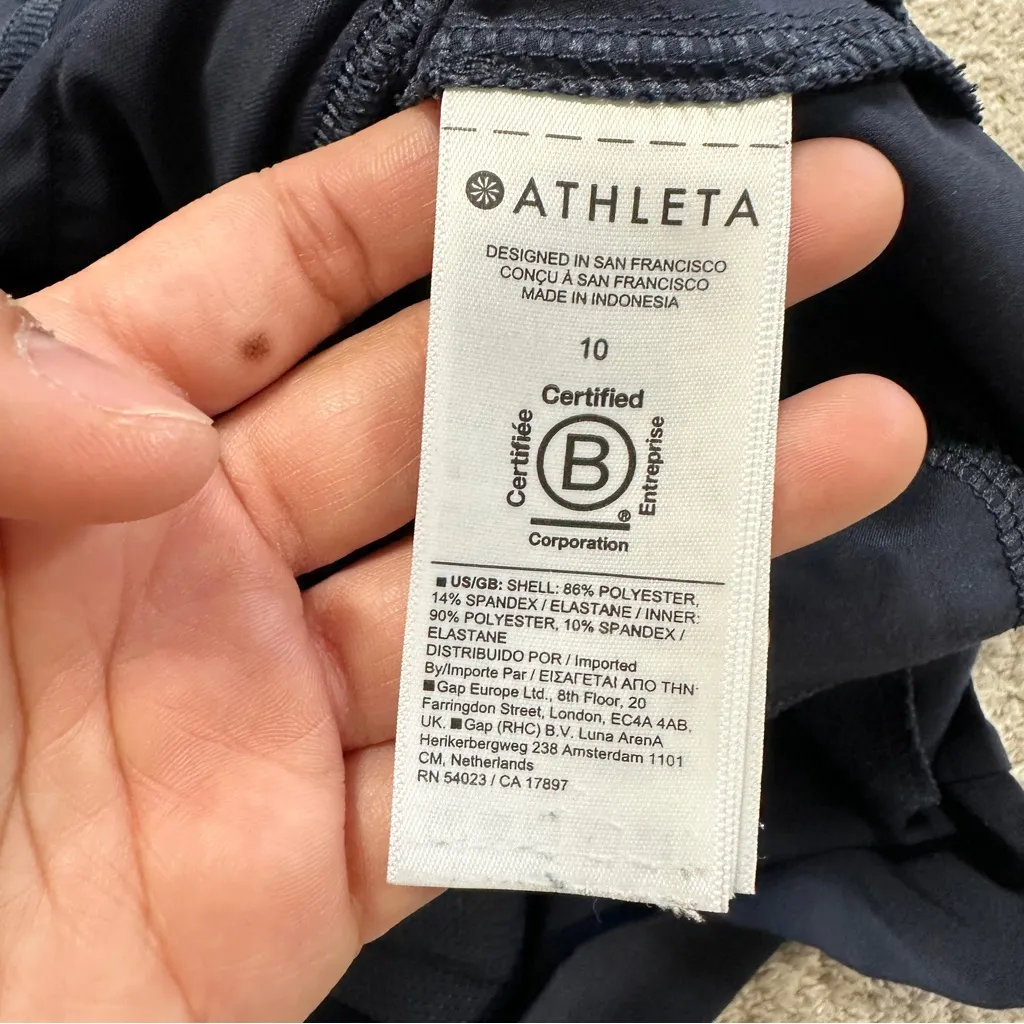 ATHLETA
DESIGNED IN SAN FRANCISCO
CONÇU À SAN FRANCISCO
MADE IN INDONESIA
10
Certified
Certifiée
B
Entreprise
®
Corporation
US/GB: SHELL: 86% POLYESTER,
14% SPANDEX / ELASTANE / INNER:
90% POLYESTER, 10% SPANDEX /
ELASTANE
DISTRIBUIDO POR / Imported
By/Importe Par / ΕΙΣΑΓΕΤΑΙ ΑΠΟ ΤΗΝ·
Gap Europe Ltd., 8th Floor, 20
Farringdon Street, London, EC4A 4AB,
UK. Gap (RHC) B.V. Luna ArenA
Herikerbergweg 238 Amsterdam 1101
CM, Netherlands
RN 54023 / CA 17897